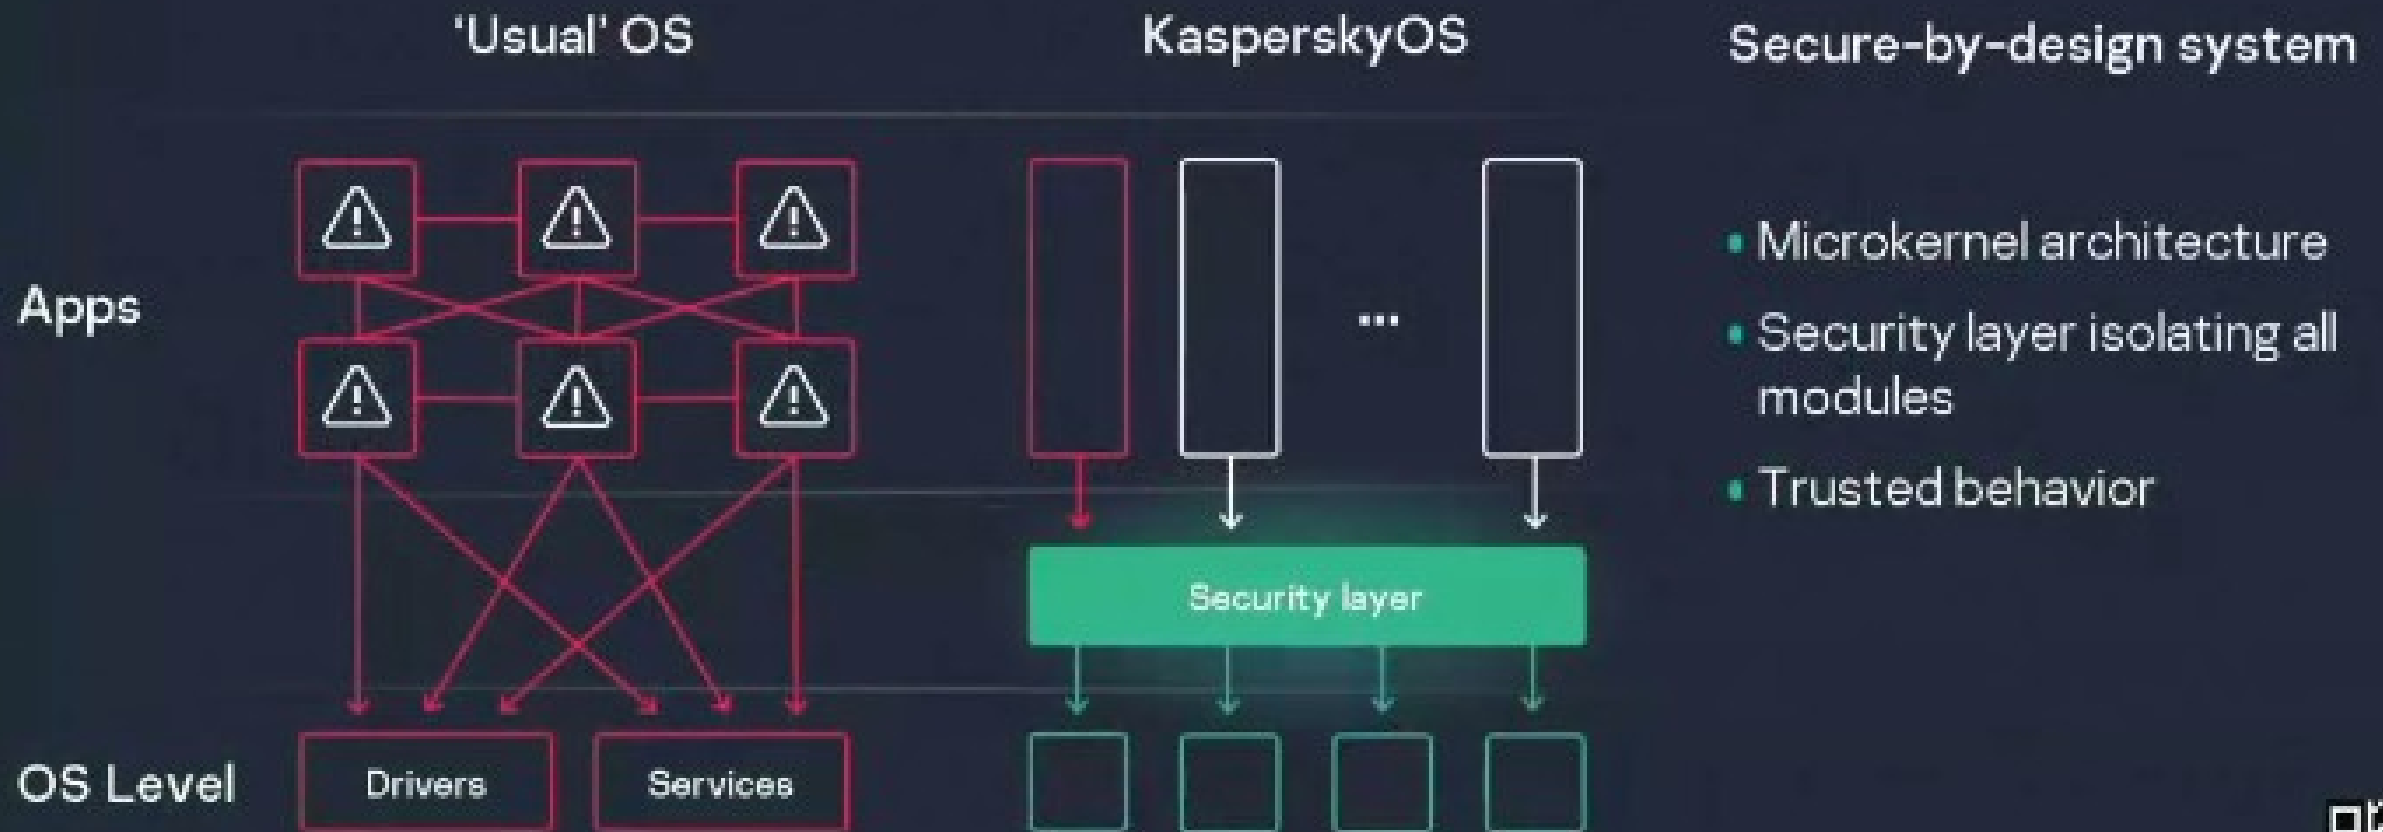 'Usual' OS
KasperskyOS
Secure-by-design system
Apps
...
• Microkernel architecture
• Security layer isolating all
modules
• Trusted behavior
Security layer
OS Level
Drivers
Services